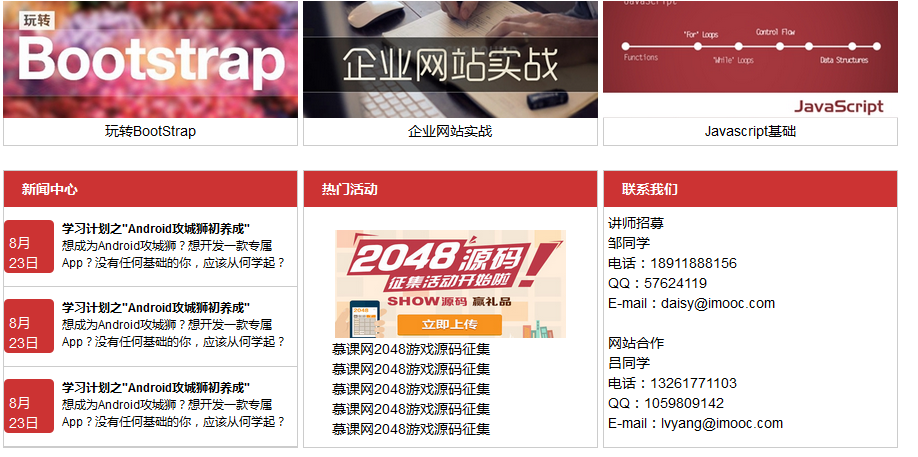 玩转
Bootstrap
玩转BootStrap
企业网站实战
企业网站实战
JavaScript
"For" Loops
Control Flow
Functions
"While" Loops
Data Structures
JavaScript
Javascript基础
新闻中心
8月
23日
学习计划之"Android攻城狮初养成"
想成为Android攻城狮？想开发一款专属
App？没有任何基础的你，应该从何学起？
8月
23日
学习计划之"Android攻城狮初养成"
想成为Android攻城狮？想开发一款专属
App？没有任何基础的你，应该从何学起？
8月
23日
学习计划之"Android攻城狮初养成"
想成为Android攻城狮？想开发一款专属
App？没有任何基础的你，应该从何学起？
热门活动
2048源码
征集活动开始啦!
SHOW源码 赢礼品
立即上传
慕课网2048游戏源码征集
慕课网2048游戏源码征集
慕课网2048游戏源码征集
慕课网2048游戏源码征集
慕课网2048游戏源码征集
联系我们
讲师招募
邹同学
电话：18911888156
QQ：57624119
E-mail：daisy@imooc.com
网站合作
吕同学
电话：13261771103
QQ：1059809142
E-mail：lvyang@imooc.com